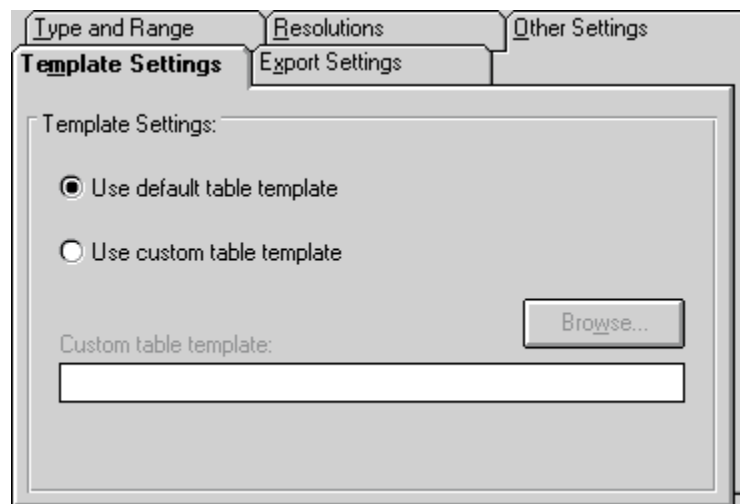 Type and Range Resolutions Other Settings
Template Settings Export Settings
Template Settings:
Use default table template
Use custom table template
Browse...
Custom table template: